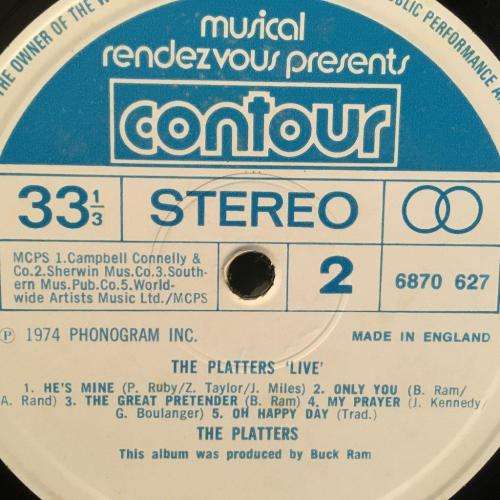 THE OWNER OF THE
PUBLIC PERFORMANCE
musical
rendezvous presents
contour
33 1/3
STEREO
MCPS 1.Campbell Connelly &
Co.2.Sherwin Mus.Co.3.South-
ern Mus.Pub.Co.5.World-
wide Artists Music Ltd./MCPS
2
6870 627
Ⓟ 1974 PHONOGRAM INC.
MADE IN ENGLAND
THE PLATTERS 'LIVE'
1. HE'S MINE (P. Ruby/Z. Taylor/J. Miles) 2. ONLY YOU (B. Ram/
A. Rand) 3. THE GREAT PRETENDER (B. Ram) 4. MY PRAYER (J. Kennedy/
G. Boulanger) 5. OH HAPPY DAY (Trad.)
THE PLATTERS
This album was produced by Buck Ram